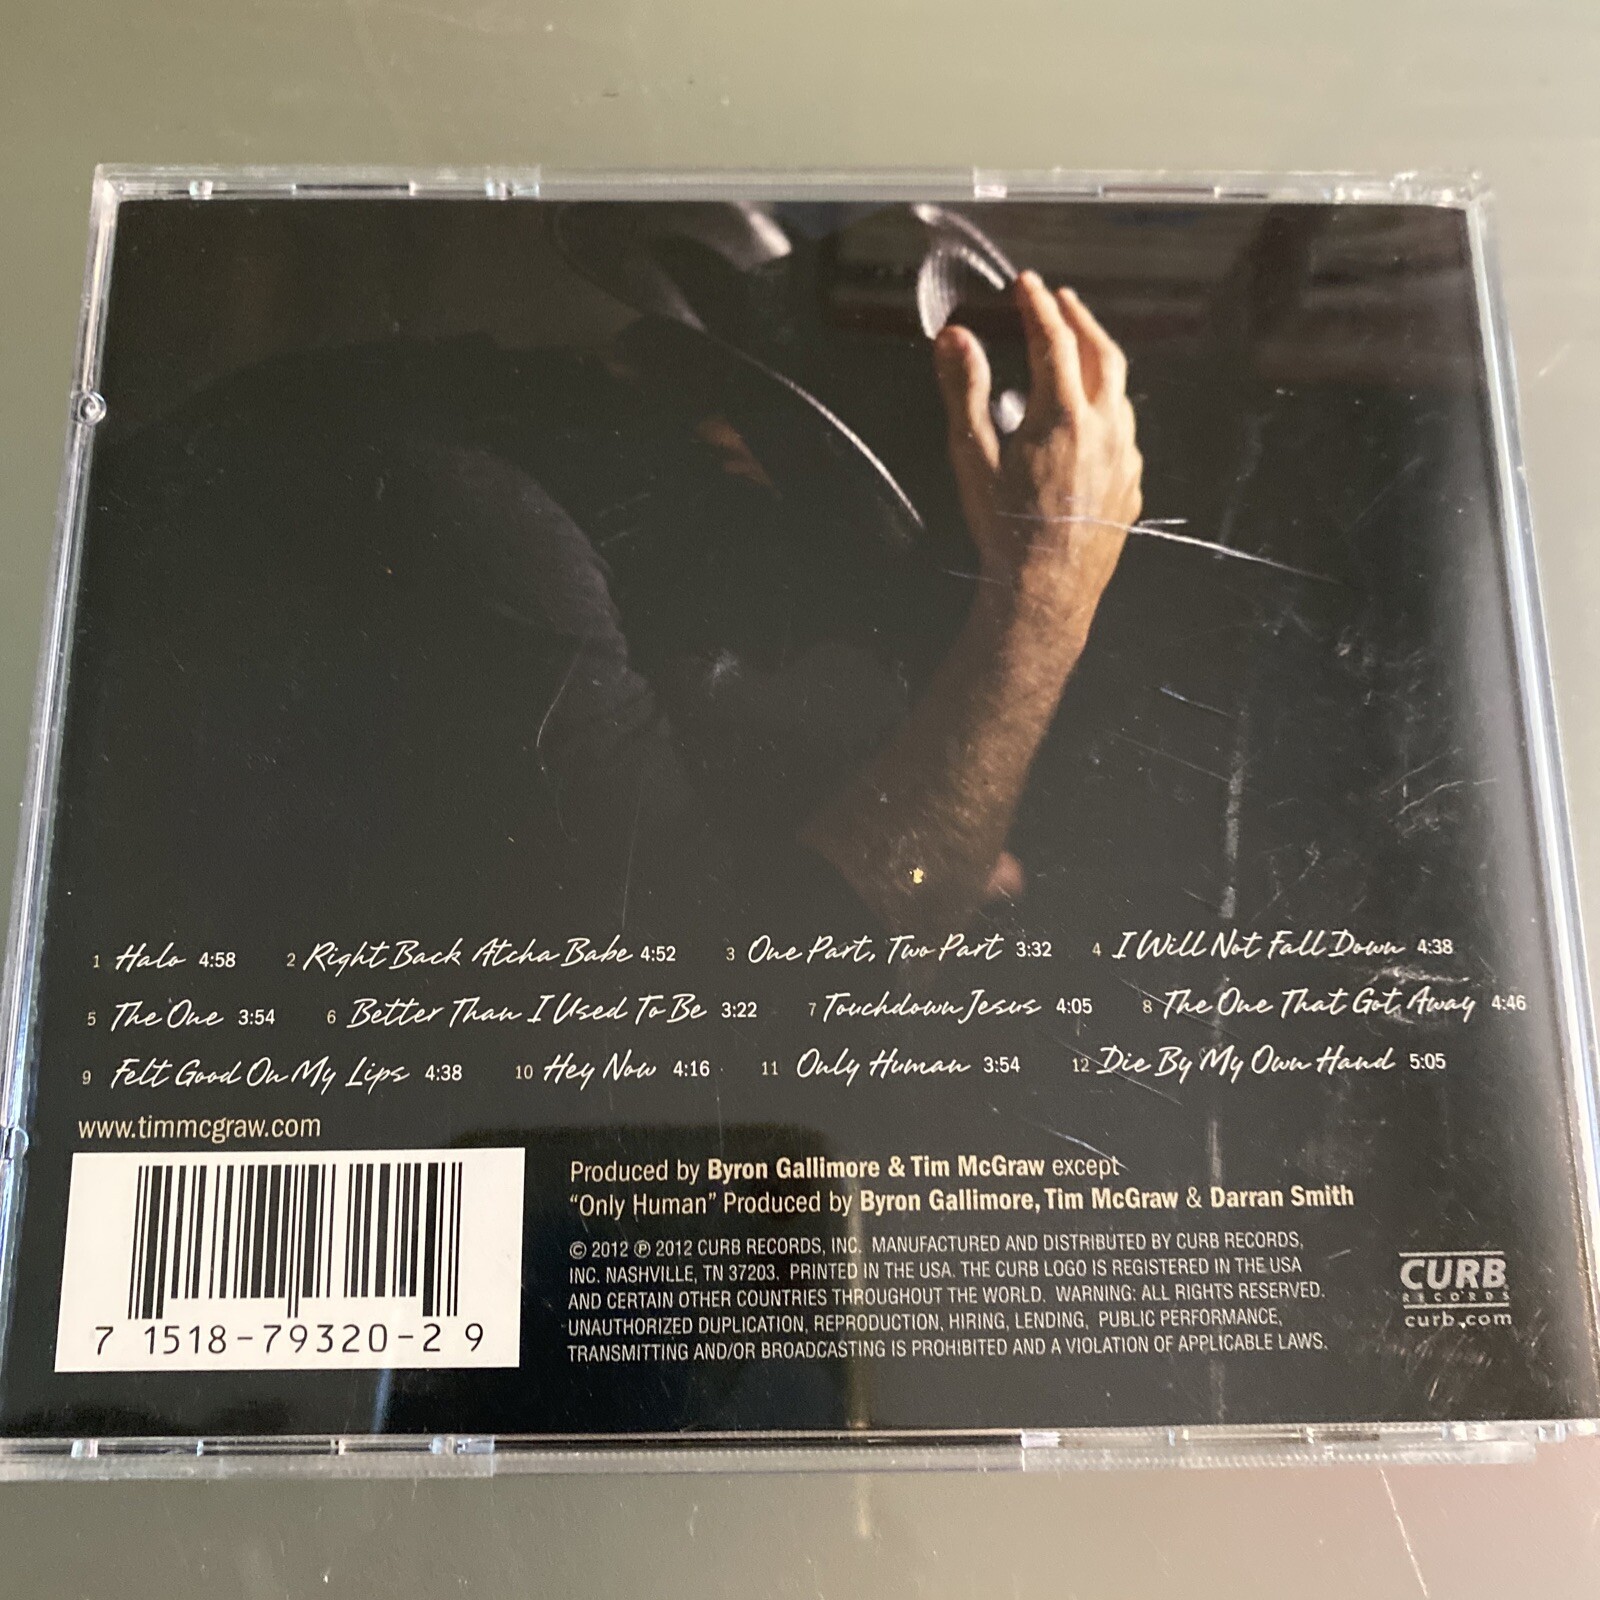 1 Halo 4:58 2 Right Back Atcha Babe 4:52 3 One Part, Two Part 3:32 4 I Will Not Fall Down 4:38
5 The One 3:54 6 Better Than I Used To Be 3:22 7 Touchdown Jesus 4:05 8 The One That Got Away 4:46
9 Felt Good On My Lips 4:38 10 Hey Now 4:16 11 Only Human 3:54 12 Die By My Own Hand 5:05
www.timmcgraw.com
7 1518-79320-2 9
Produced by Byron Gallimore & Tim McGraw except
“Only Human” Produced by Byron Gallimore, Tim McGraw & Darran Smith
© 2012 ℗ 2012 CURB RECORDS, INC. MANUFACTURED AND DISTRIBUTED BY CURB RECORDS,
INC. NASHVILLE, TN 37203. PRINTED IN THE USA. THE CURB LOGO IS REGISTERED IN THE USA
AND CERTAIN OTHER COUNTRIES THROUGHOUT THE WORLD. WARNING: ALL RIGHTS RESERVED.
UNAUTHORIZED DUPLICATION, REPRODUCTION, HIRING, LENDING, PUBLIC PERFORMANCE,
TRANSMITTING AND/OR BROADCASTING IS PROHIBITED AND A VIOLATION OF APPLICABLE LAWS.
CURB
RECORDS
curb.com